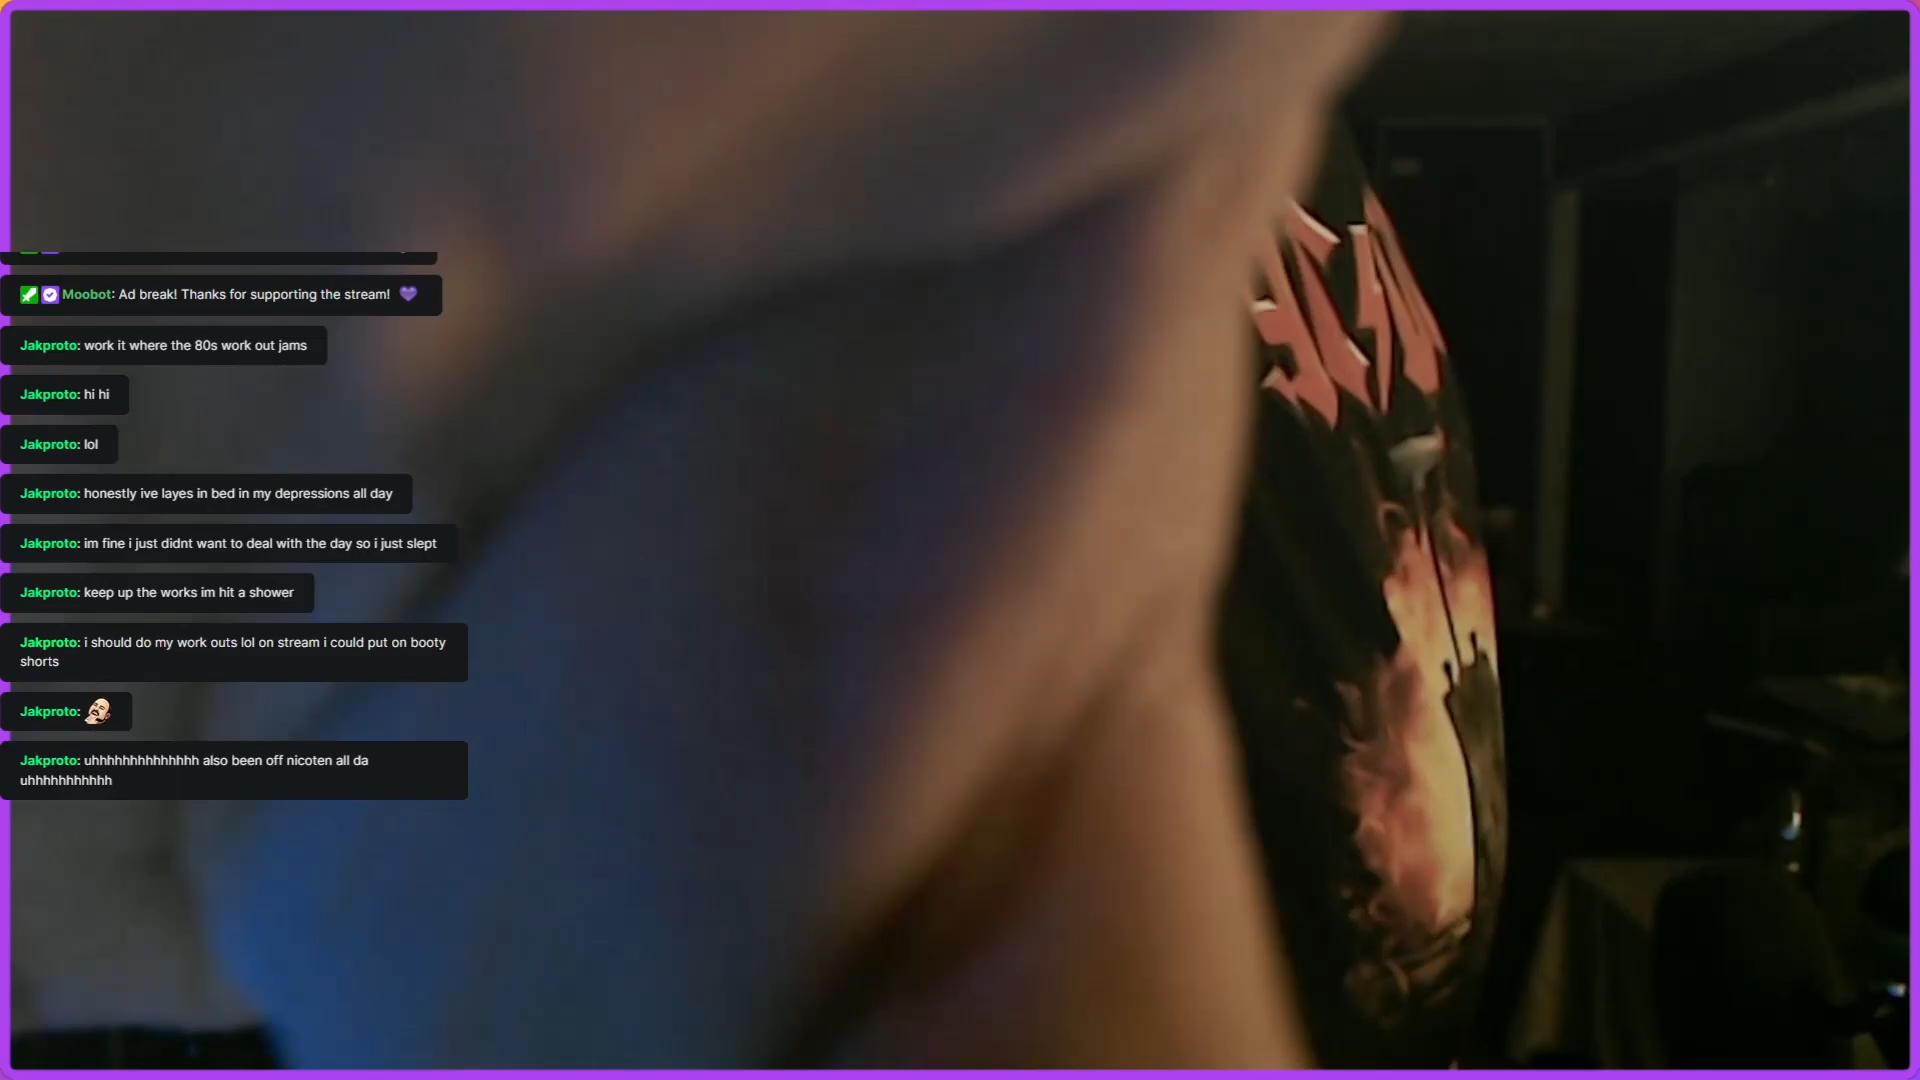 Moobot: Ad break! Thanks for supporting the stream! 💜
Jakproto: work it where the 80s work out jams
Jakproto: hi hi
Jakproto: lol
Jakproto: honestly ive layes in bed in my depressions all day
Jakproto: im fine i just didnt want to deal with the day so i just slept
Jakproto: keep up the works im hit a shower
Jakproto: i should do my work outs lol on stream i could put on booty
shorts
Jakproto:
Jakproto: uhhhhhhhhhhhhhh also been off nicoten all da
uhhhhhhhhhhh